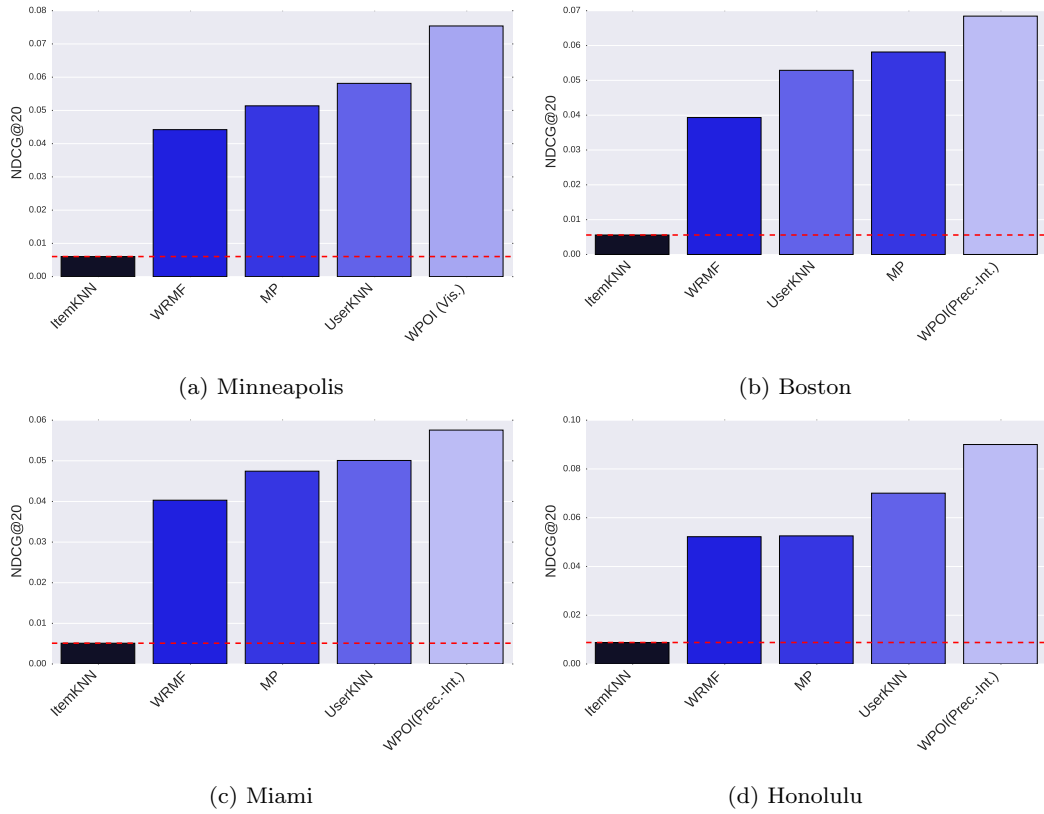 0.08
0.07
0.06
0.05
0.04
0.03
0.02
0.01
0.00
NDCG@20
ItemKNN
WRMF
MP
UserKNN
WPOI (Vis.)
(a) Minneapolis
0.07
0.06
0.05
0.04
0.03
0.02
0.01
0.00
NDCG@20
ItemKNN
WRMF
UserKNN
MP
WPOI(Prec.-Int.)
(b) Boston
0.06
0.05
0.04
0.03
0.02
0.01
0.00
NDCG@20
ItemKNN
WRMF
MP
UserKNN
WPOI(Prec.-Int.)
(c) Miami
0.10
0.08
0.06
0.04
0.02
0.00
NDCG@20
ItemKNN
WRMF
MP
UserKNN
WPOI(Prec.-Int.)
(d) Honolulu